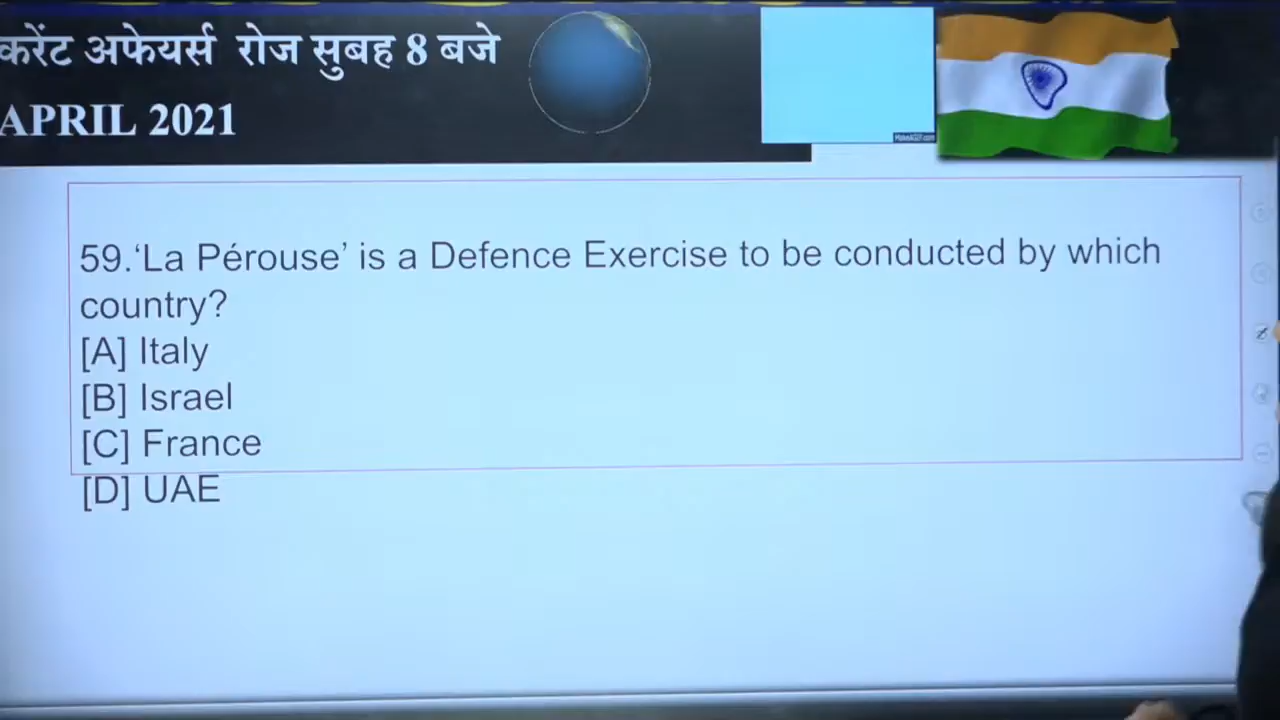 करेंट अफेयर्स रोज सुबह 8 बजे
APRIL 2021
59.‘La Pérouse’ is a Defence Exercise to be conducted by which
country?
[A] Italy
[B] Israel
[C] France
[D] UAE